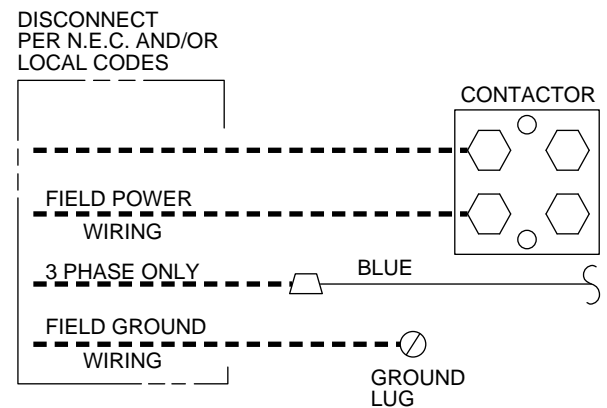 DISCONNECT
PER N.E.C. AND/OR
LOCAL CODES
CONTACTOR
FIELD POWER
WIRING
3 PHASE ONLY
BLUE
FIELD GROUND
WIRING
GROUND
LUG